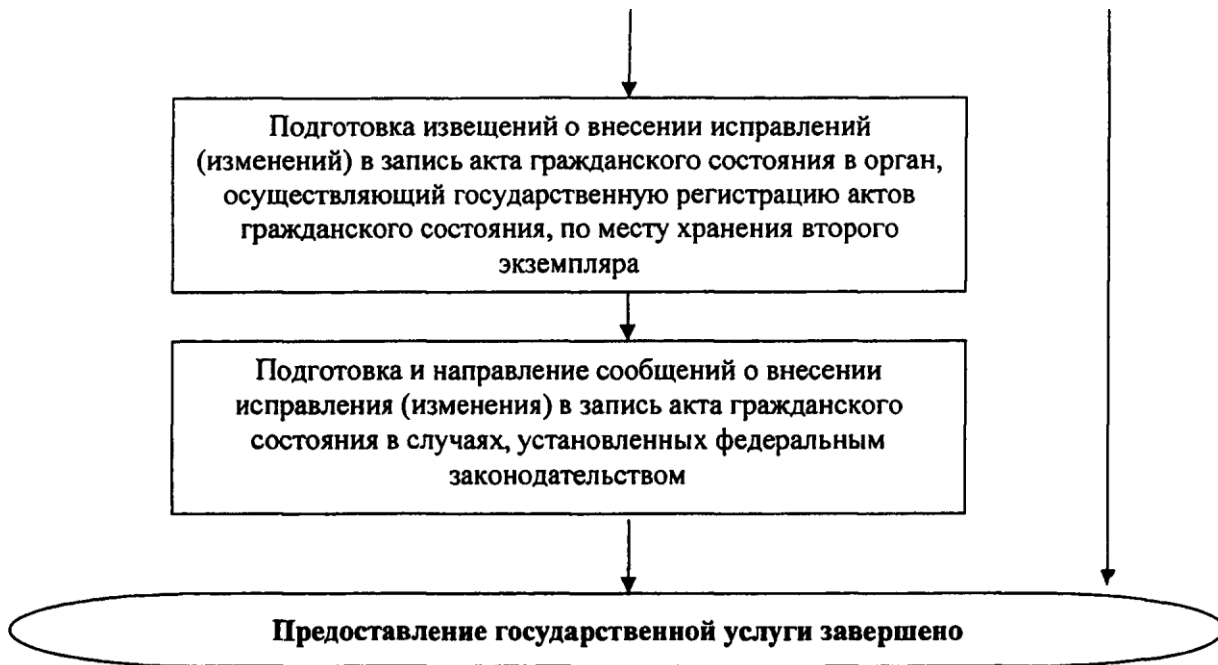 Подготовка извещений о внесении исправлений
(изменений) в запись акта гражданского состояния в орган,
осуществляющий государственную регистрацию актов
гражданского состояния, по месту хранения второго
экземпляра
Подготовка и направление сообщений о внесении
исправления (изменения) в запись акта гражданского
состояния в случаях, установленных федеральным
законодательством
Предоставление государственной услуги завершено